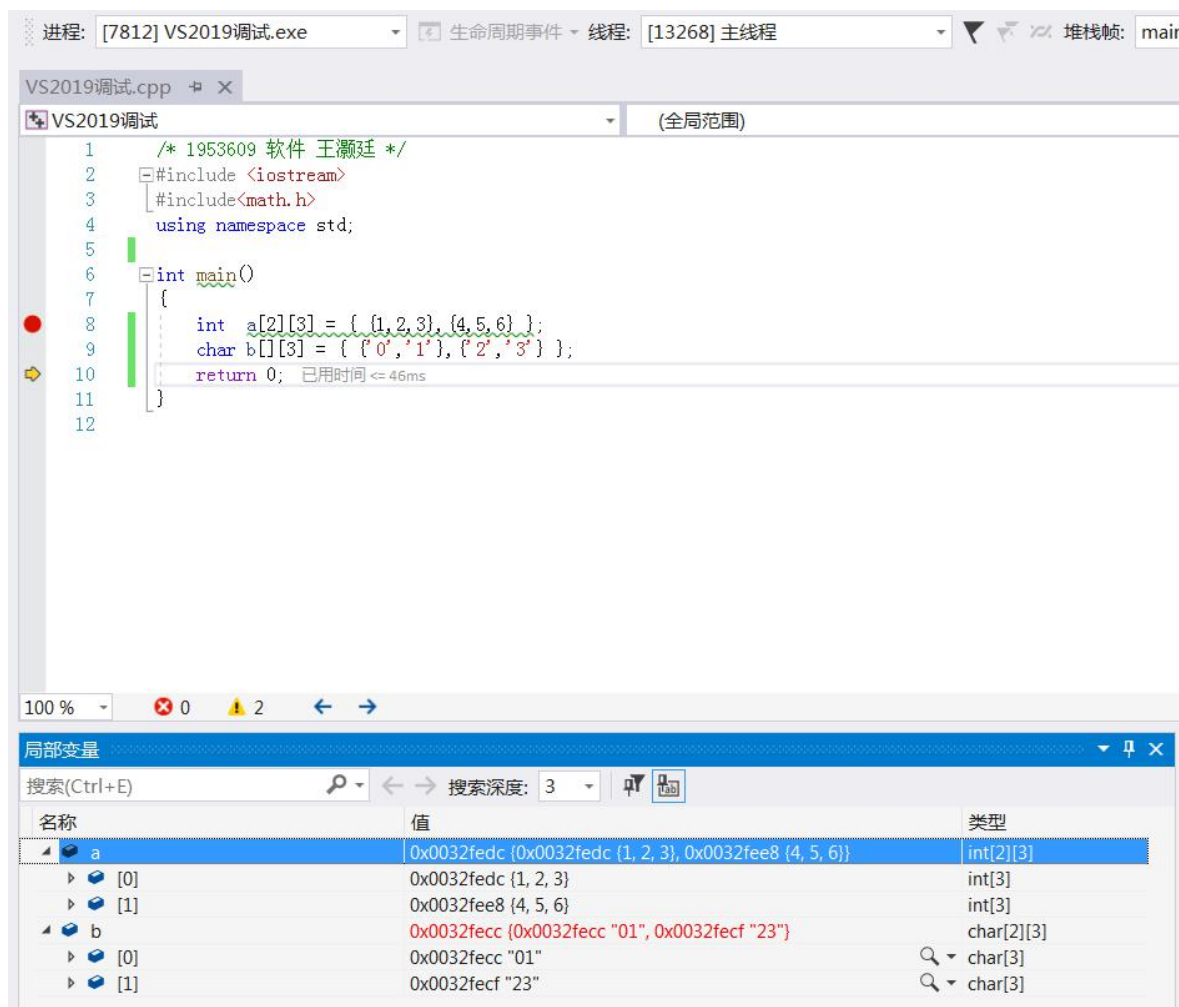 进程: [7812] VS2019调试.exe 生命周期事件 线程: [13268] 主线程 堆栈帧: main
VS2019调试.cpp
VS2019调试 (全局范围)
1 /* 1953609 软件 王灏廷 */
2 #include <iostream>
3 #include<math.h>
4 using namespace std;
5
6 int main()
7 {
8 int  a[2][3] = { {1,2,3},{4,5,6} };
9 char b[][3] = { {'0','1'},{'2','3'} };
10 return 0; 已用时间 <= 46ms
11 }
12
100 % 0 2
局部变量
搜索(Ctrl+E) 搜索深度: 3
名称 值 类型
a 0x0032fedc {0x0032fedc {1, 2, 3}, 0x0032fee8 {4, 5, 6}} int[2][3]
[0] 0x0032fedc {1, 2, 3} int[3]
[1] 0x0032fee8 {4, 5, 6} int[3]
b 0x0032fecc {0x0032fecc "01", 0x0032fecf "23"} char[2][3]
[0] 0x0032fecc "01" char[3]
[1] 0x0032fecf "23" char[3]